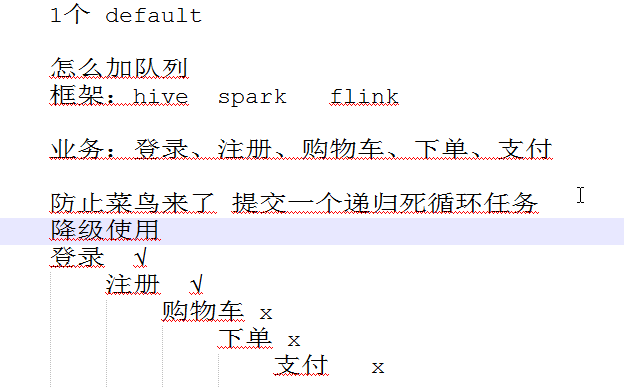 1个 default
怎么加队列
框架：hive spark flink
业务：登录、注册、购物车、下单、支付
防止菜鸟来了 提交一个递归死循环任务
降级使用
登录 √
注册 √
购物车 x
下单 x
支付 x